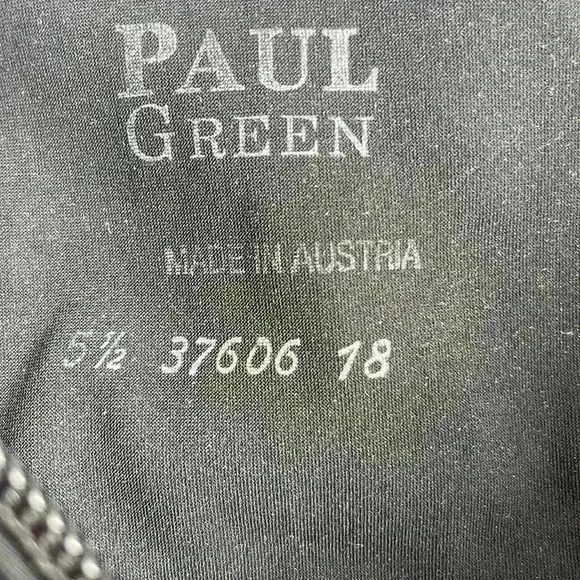 PAUL
GREEN
MADE IN AUSTRIA
5½ 37606 18